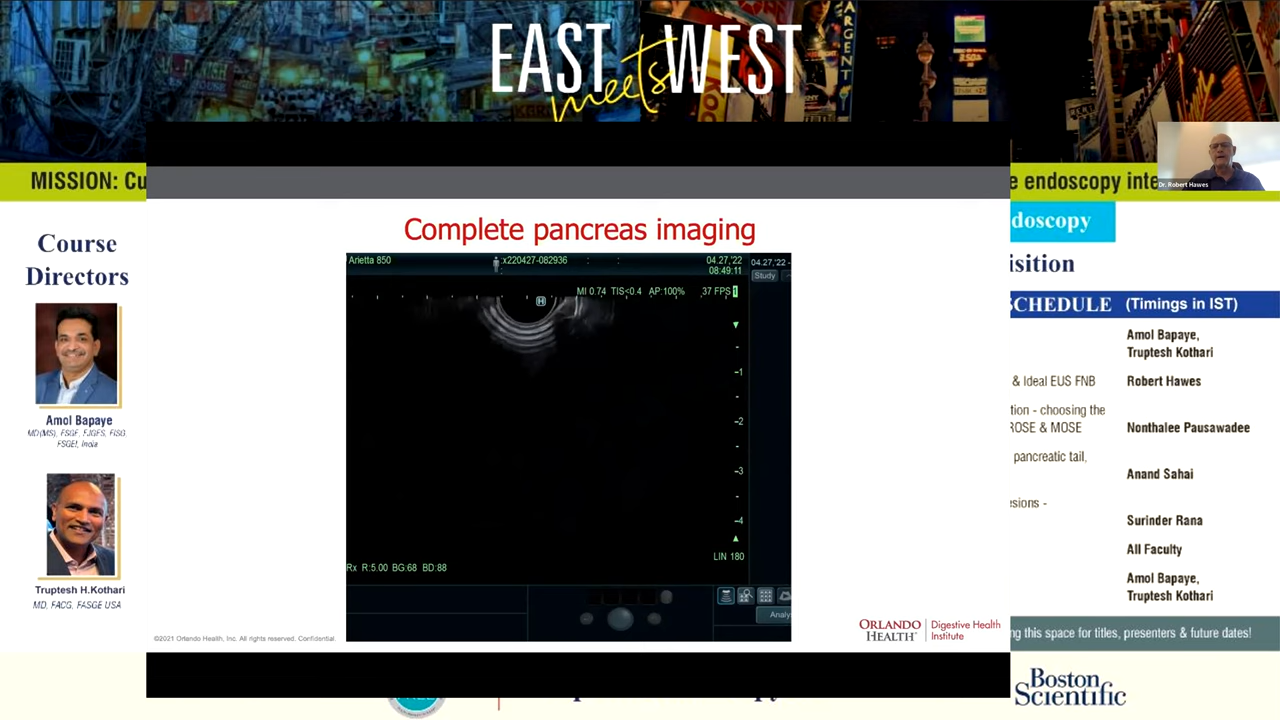 EAST meets WEST
MISSION: Cu
e endoscopy inte
Dr. Robert Hawes
Course
Directors
Amol Bapaye
MD(MS), FSGF, FJGFS, FISG,
FSGEI, India
Truptesh H.Kothari
MD, FACG, FASGE USA
Complete pancreas imaging
Arietta 850
:x220427-082936 : :
04.27,'22
08:49:11
04.27,'22 -
Study
MI 0.74 TIS<0.4 AP:100% 37 FPS
1
H
-1
-2
-3
-4
LIN 180
Rx R:5.00 BG:68 BD:88
Analy
©2021 Orlando Health, Inc. All rights reserved. Confidential.
ORLANDO
HEALTH
Digestive Health
Institute
doscopy
isition
SCHEDULE (Timings in IST)
Amol Bapaye,
Truptesh Kothari
& Ideal EUS FNB Robert Hawes
tion - choosing the
ROSE & MOSE Nonthalee Pausawadee
pancreatic tail,
Anand Sahai
esions -
Surinder Rana
All Faculty
Amol Bapaye,
Truptesh Kothari
ng this space for titles, presenters & future dates!
Boston
Scientific